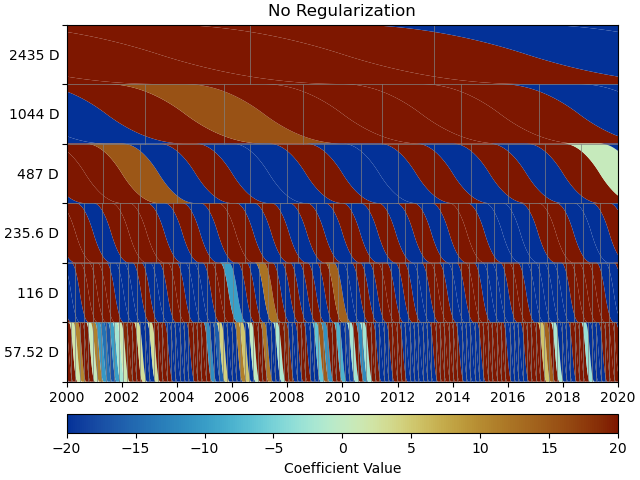 No Regularization
2435 D
1044 D
487 D
235.6 D
116 D
57.52 D
2000 2002 2004 2006 2008 2010 2012 2014 2016 2018 2020
−20 −15 −10 −5 0 5 10 15 20
Coefficient Value